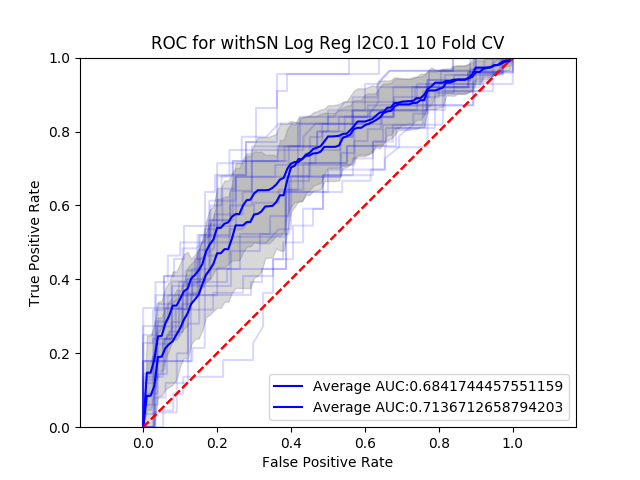 ROC for withSN Log Reg l2C0.1 10 Fold CV
True Positive Rate
1.0
0.8
0.6
0.4
0.2
0.0
Average AUC:0.6841744457551159
Average AUC:0.7136712658794203
0.0 0.2 0.4 0.6 0.8 1.0
False Positive Rate